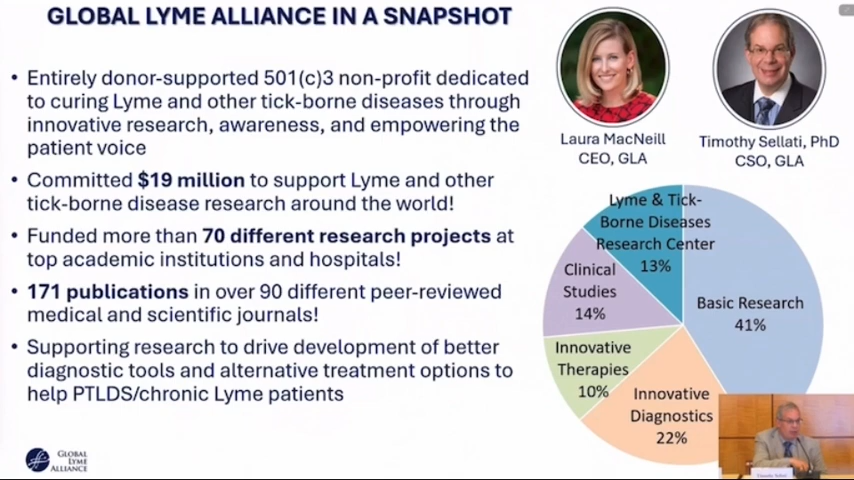 GLOBAL LYME ALLIANCE IN A SNAPSHOT
• Entirely donor-supported 501(c)3 non-profit dedicated
to curing Lyme and other tick-borne diseases through
innovative research, awareness, and empowering the
patient voice
• Committed $19 million to support Lyme and other
tick-borne disease research around the world!
• Funded more than 70 different research projects at
top academic institutions and hospitals!
• 171 publications in over 90 different peer-reviewed
medical and scientific journals!
• Supporting research to drive development of better
diagnostic tools and alternative treatment options to
help PTLDS/chronic Lyme patients
Laura MacNeill
CEO, GLA
Timothy Sellati, PhD
CSO, GLA
Lyme & Tick-
Borne Diseases
Research Center
13%
Basic Research
41%
Clinical
Studies
14%
Innovative
Therapies
10%
Innovative
Diagnostics
22%
GLOBAL
LYME
ALLIANCE